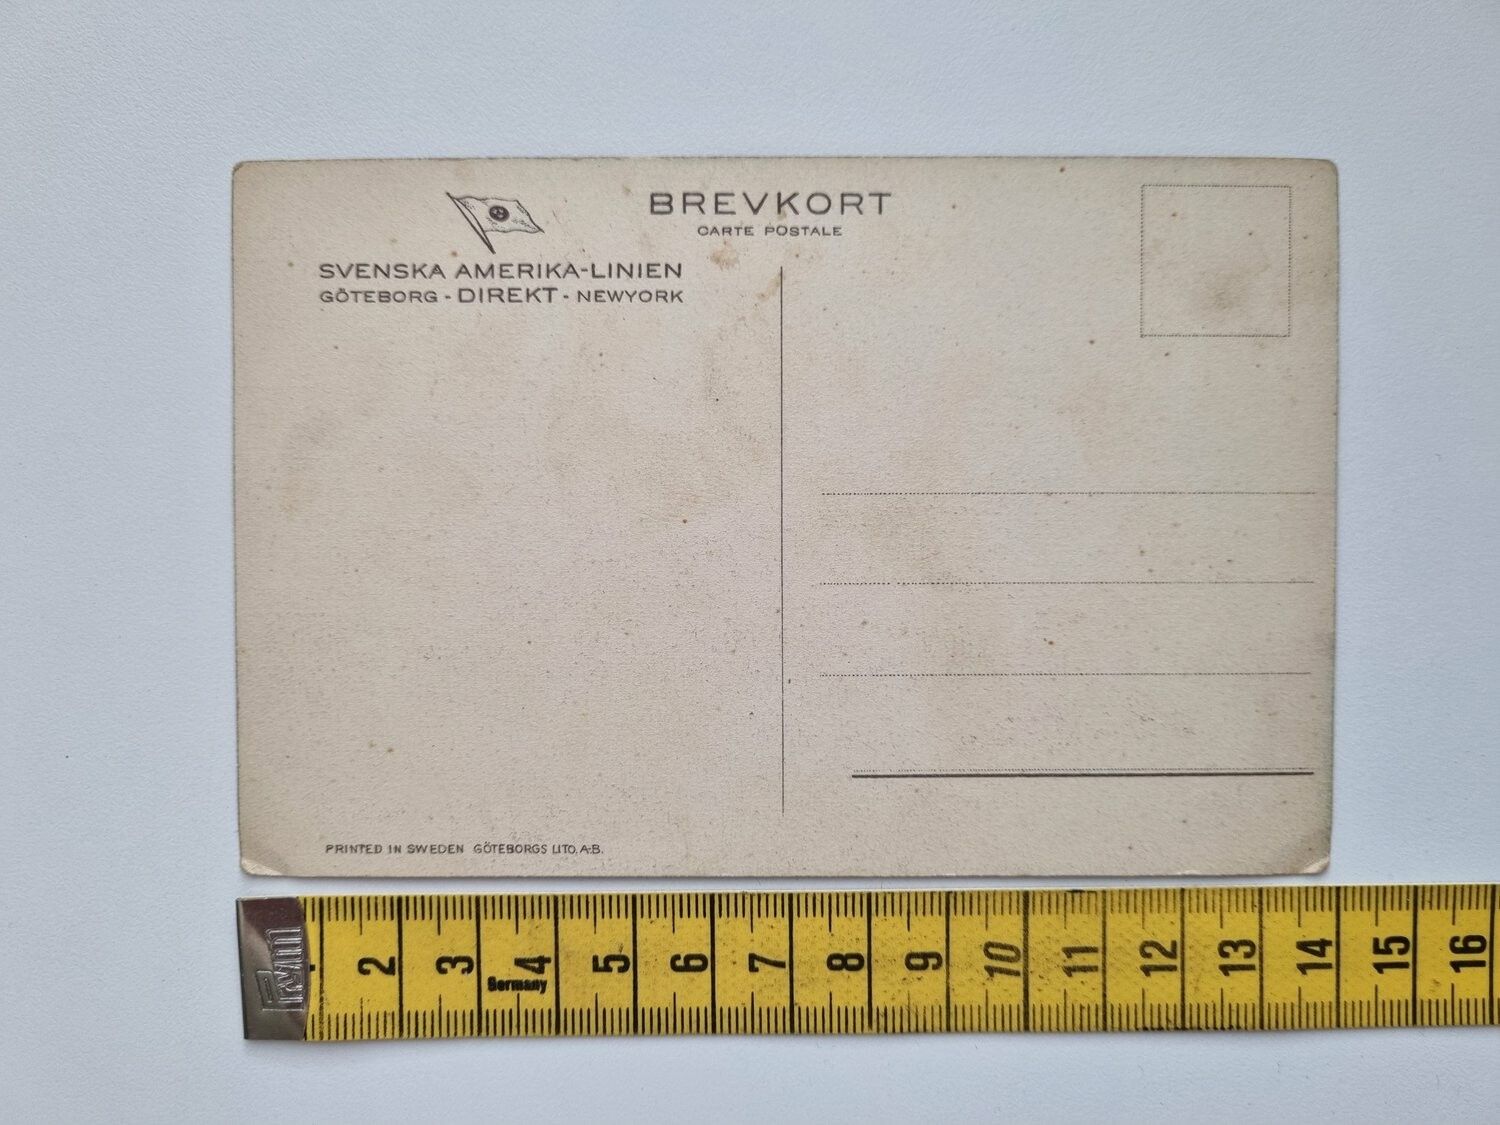 BREVKORT
CARTE POSTALE
SVENSKA AMERIKA-LINIEN
GÖTEBORG - DIREKT - NEWYORK
PRINTED IN SWEDEN GÖTEBORGS LITO. A-B.
Prym
2 3 4 5 6 7 8 9 10 11 12 13 14 15 16
Germany